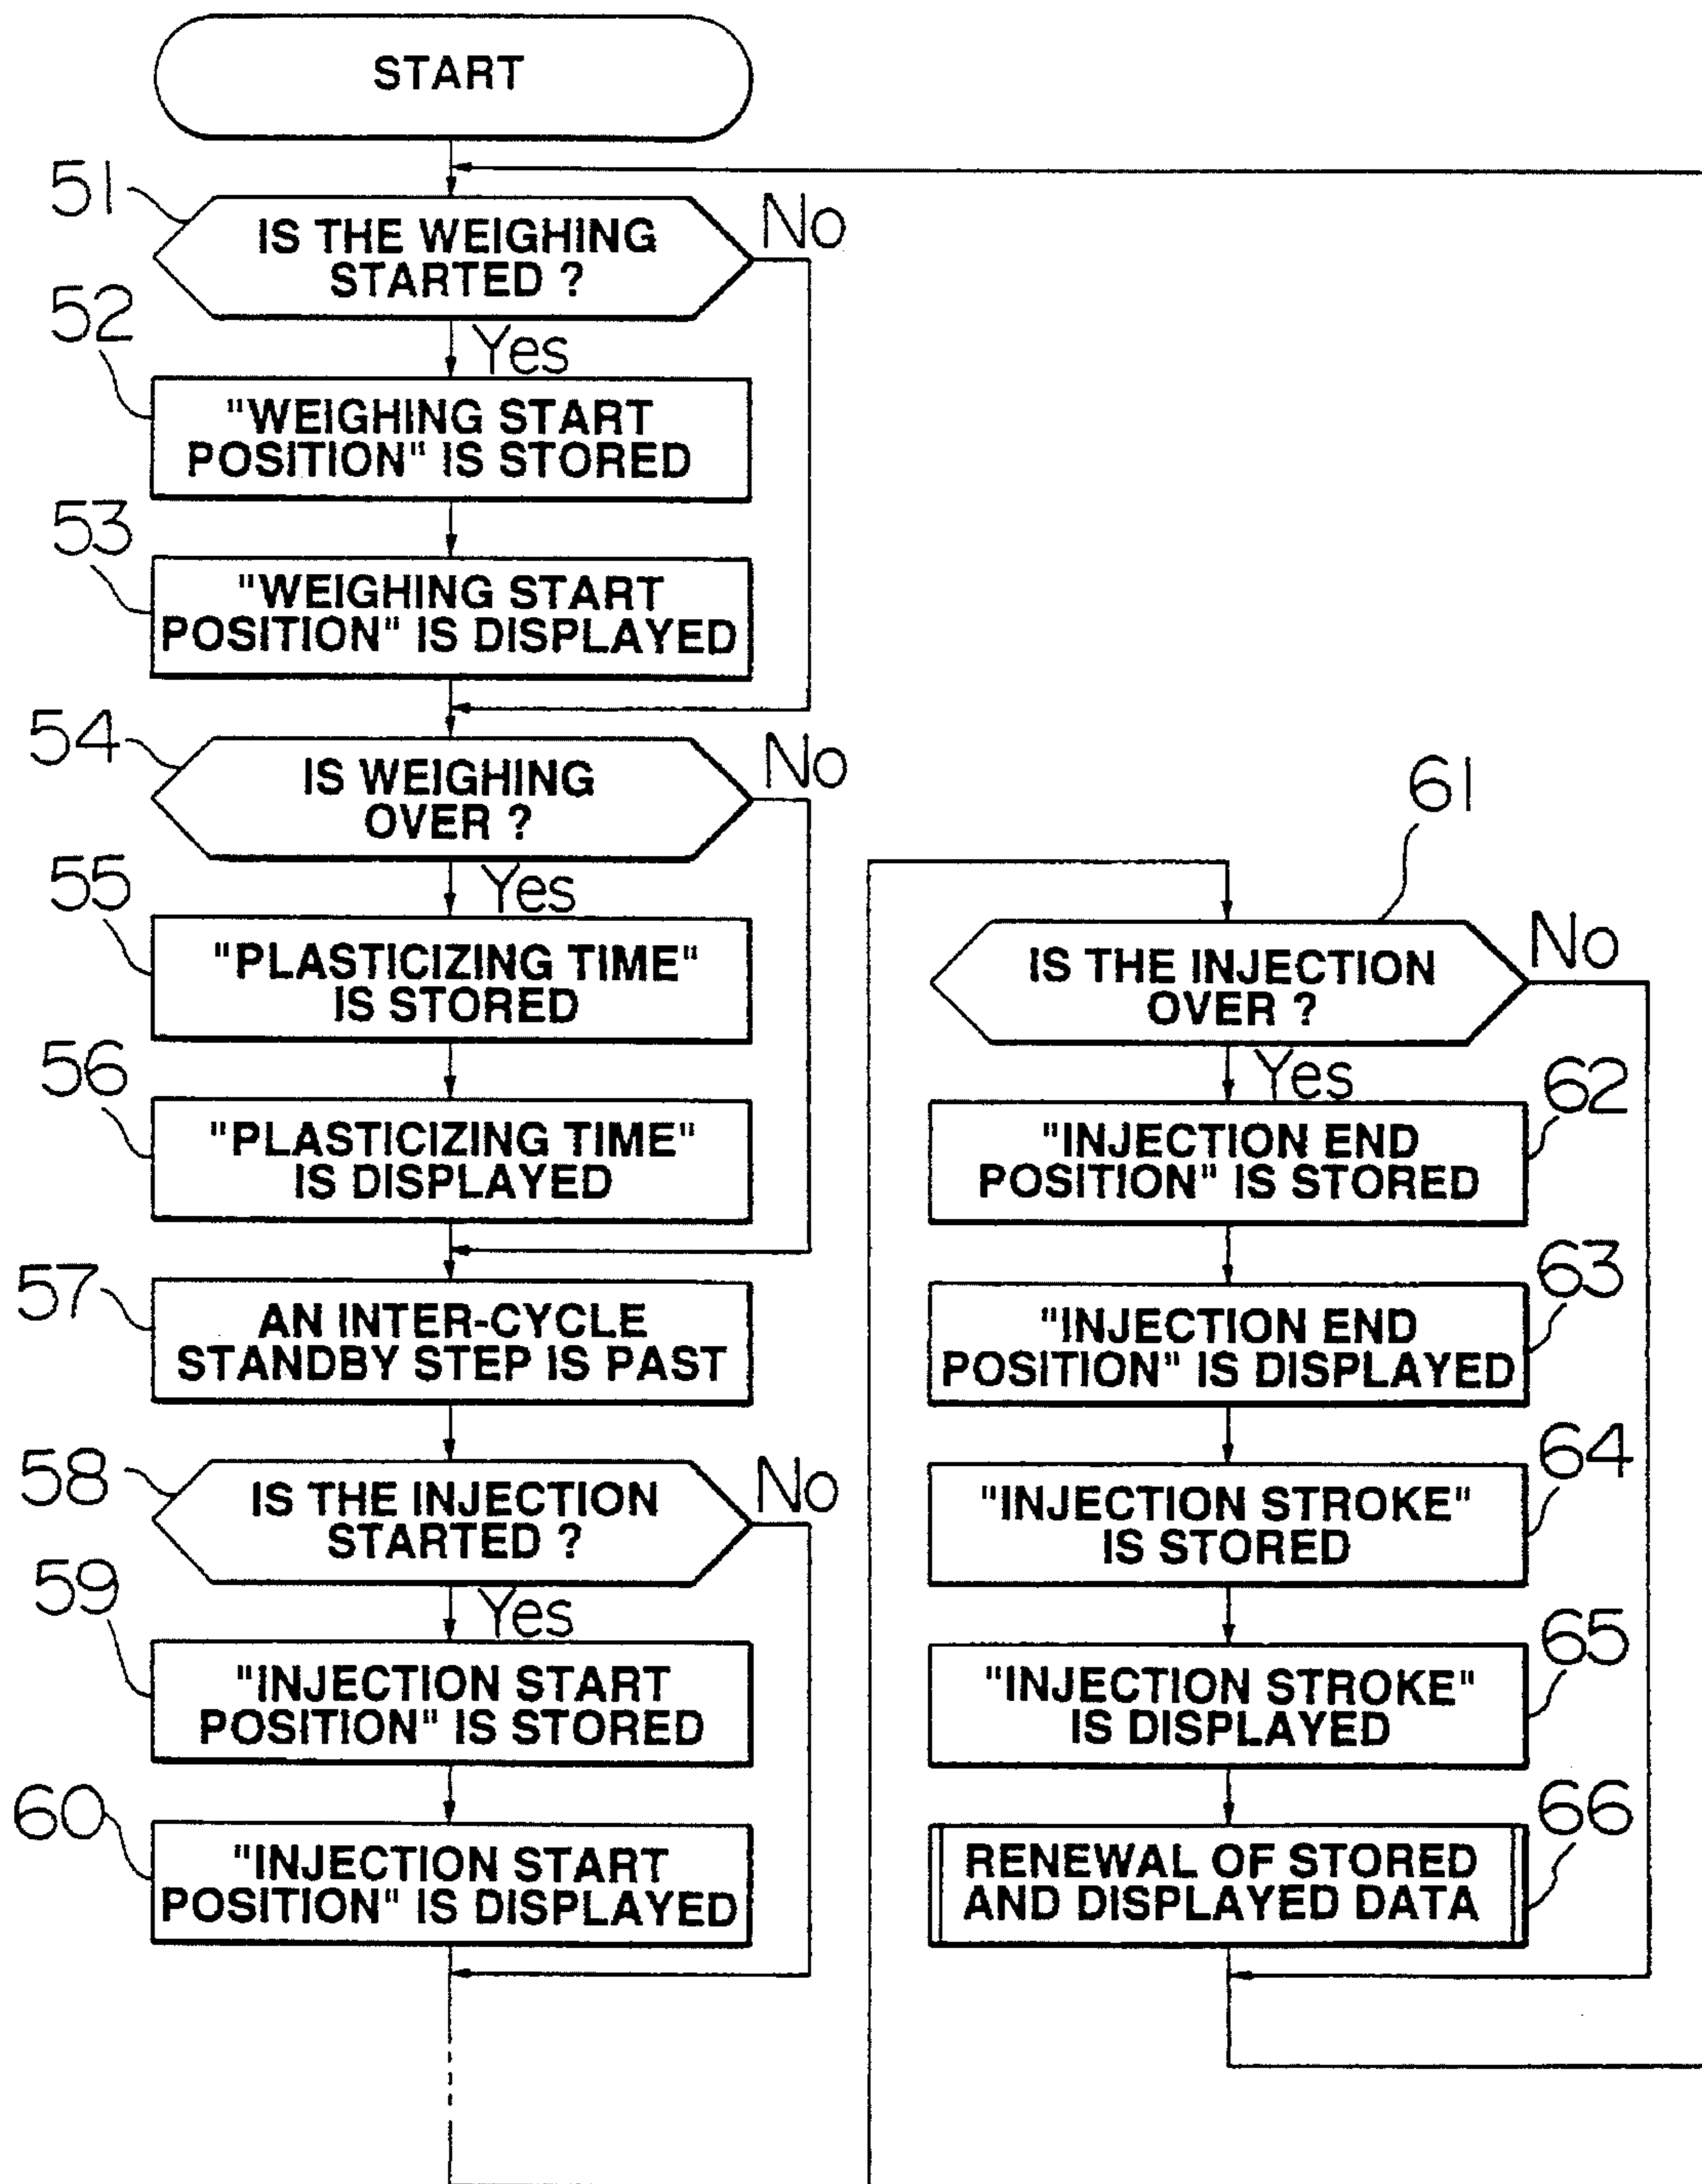 START
51
IS THE WEIGHING
STARTED ?
No
Yes
52
"WEIGHING START
POSITION" IS STORED
53
"WEIGHING START
POSITION" IS DISPLAYED
54
IS WEIGHING
OVER ?
No
Yes
55
"PLASTICIZING TIME"
IS STORED
56
"PLASTICIZING TIME"
IS DISPLAYED
57
AN INTER-CYCLE
STANDBY STEP IS PAST
58
IS THE INJECTION
STARTED ?
No
Yes
59
"INJECTION START
POSITION" IS STORED
60
"INJECTION START
POSITION" IS DISPLAYED
61
IS THE INJECTION
OVER ?
No
Yes
62
"INJECTION END
POSITION" IS STORED
63
"INJECTION END
POSITION" IS DISPLAYED
64
"INJECTION STROKE"
IS STORED
65
"INJECTION STROKE"
IS DISPLAYED
66
RENEWAL OF STORED
AND DISPLAYED DATA